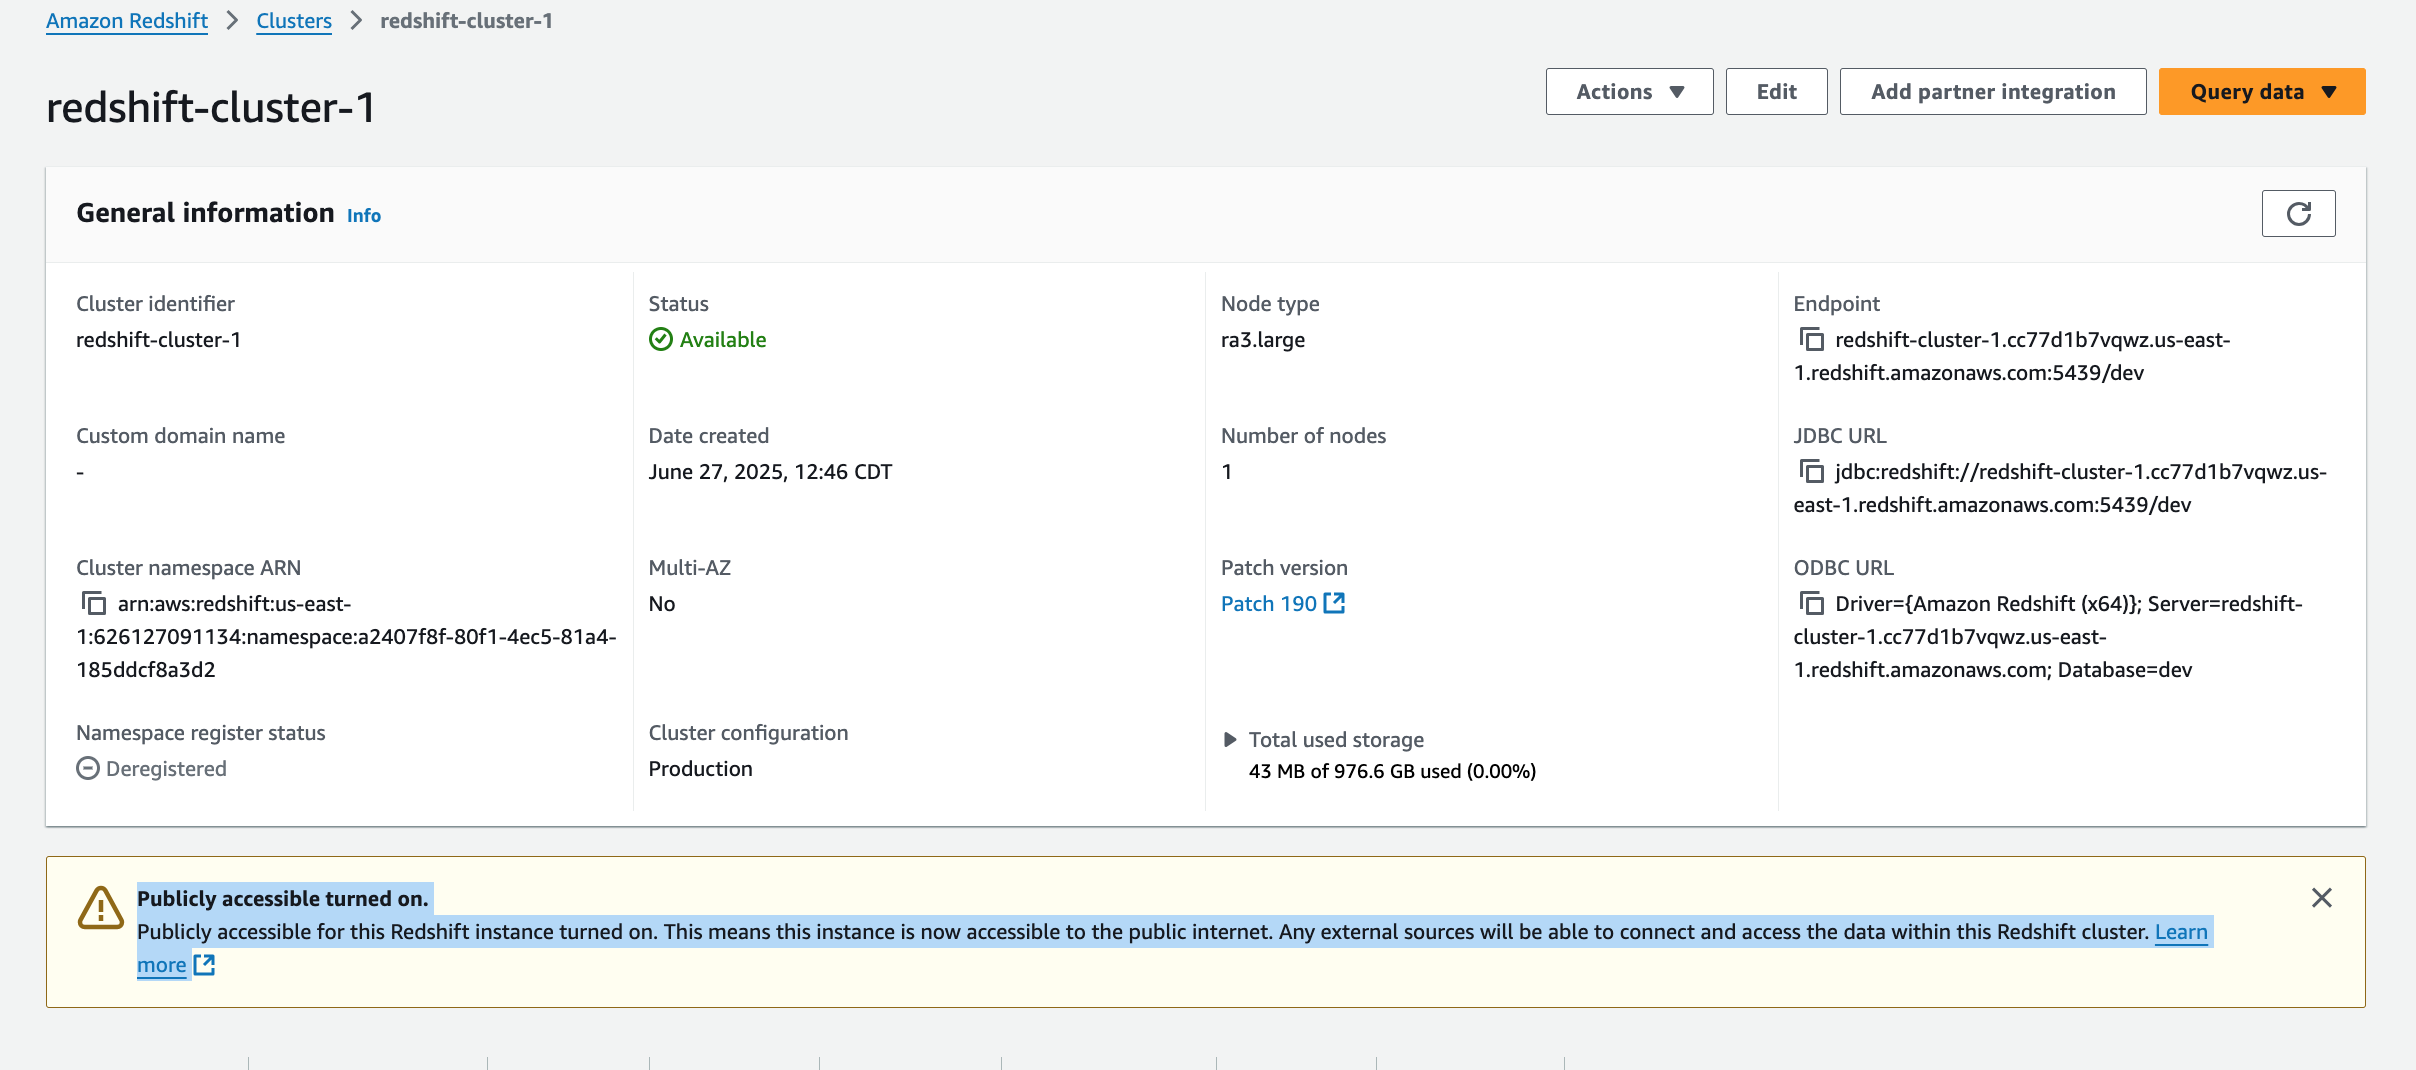 Amazon Redshift > Clusters > redshift-cluster-1
redshift-cluster-1
Actions
Edit
Add partner integration
Query data
General information Info
Cluster identifier
redshift-cluster-1
Status
Available
Node type
ra3.large
Endpoint
redshift-cluster-1.cc77d1b7vqwz.us-east-
1.redshift.amazonaws.com:5439/dev
Custom domain name
-
Date created
June 27, 2025, 12:46 CDT
Number of nodes
1
JDBC URL
jdbc:redshift://redshift-cluster-1.cc77d1b7vqwz.us-
east-1.redshift.amazonaws.com:5439/dev
Cluster namespace ARN
arn:aws:redshift:us-east-
1:626127091134:namespace:a2407f8f-80f1-4ec5-81a4-
185ddcf8a3d2
Multi-AZ
No
Patch version
Patch 190
ODBC URL
Driver={Amazon Redshift (x64)}; Server=redshift-
cluster-1.cc77d1b7vqwz.us-east-
1.redshift.amazonaws.com; Database=dev
Namespace register status
Deregistered
Cluster configuration
Production
Total used storage
43 MB of 976.6 GB used (0.00%)
Publicly accessible turned on.
Publicly accessible for this Redshift instance turned on. This means this instance is now accessible to the public internet. Any external sources will be able to connect and access the data within this Redshift cluster. Learn
more